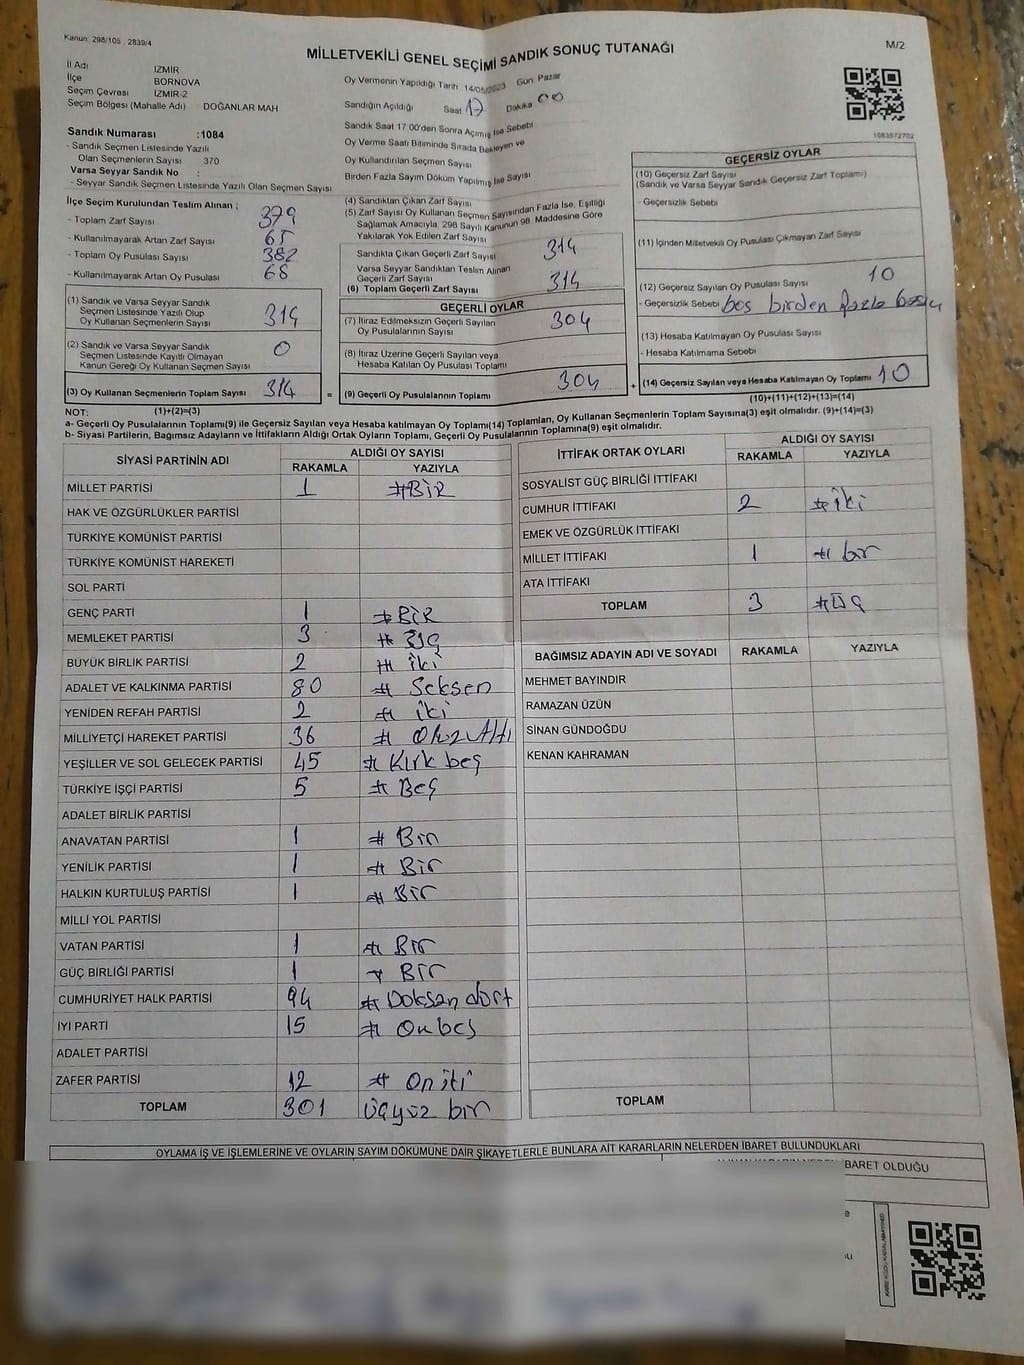 Kanun: 298/105 , 2839/4
MİLLETVEKİLİ GENEL SEÇİMİ SANDIK SONUÇ TUTANAĞI
M/2
İl Adı İZMİR
İlçe BORNOVA
Seçim Çevresi İZMİR-2
Seçim Bölgesi (Mahalle Adı) DOĞANLAR MAH
Sandık Numarası :1084
- Sandık Seçmen Listesinde Yazılı
Olan Seçmenlerin Sayısı 370
Varsa Seyyar Sandık No :
- Seyyar Sandık Seçmen Listesinde Yazılı Olan Seçmen Sayısı
İlçe Seçim Kurulundan Teslim Alınan ;
- Toplam Zarf Sayısı 379
- Kullanılmayarak Artan Zarf Sayısı 65
- Toplam Oy Pusulası Sayısı 382
- Kullanılmayarak Artan Oy Pusulası 68
(1) Sandık ve Varsa Seyyar Sandık
Seçmen Listesinde Yazılı Olup
Oy Kullanan Seçmenlerin Sayısı 314
(2) Sandık ve Varsa Seyyar Sandık
Seçmen Listesinde Kayıtlı Olmayan
Kanun Gereği Oy Kullanan Seçmen Sayısı 0
(3) Oy Kullanan Seçmenlerin Toplam Sayısı 314 =
Oy Vermenin Yapıldığı Tarih: 14/05/2023 Gün: Pazar
Sandığın Açıldığı Saat 17 Dakika 00
Sandık Saat 17:00'den Sonra Açılmış İse Sebebi
Oy Verme Saati Bitiminde Sırada Bekleyen ve
Oy Kullandırılan Seçmen Sayısı
Birden Fazla Sayım Döküm Yapılmış İse Sayısı
(4) Sandıktan Çıkan Zarf Sayısı
(5) Zarf Sayısı Oy Kullanan Seçmen Sayısından Fazla İse, Eşitliği
Sağlamak Amacıyla, 298 Sayılı Kanunun 98. Maddesine Göre
Yakılarak Yok Edilen Zarf Sayısı
Sandıkta Çıkan Geçerli Zarf Sayısı 314
Varsa Seyyar Sandıktan Teslim Alınan
Geçerli Zarf Sayısı
(6) Toplam Geçerli Zarf Sayısı 314
GEÇERLİ OYLAR
(7) İtiraz Edilmeksizin Geçerli Sayılan
Oy Pusulalarının Sayısı 304
(8) İtiraz Üzerine Geçerli Sayılan veya
Hesaba Katılan Oy Pusulası Toplamı
(9) Geçerli Oy Pusulalarının Toplamı 304 +
1083572702
GEÇERSİZ OYLAR
(10) Geçersiz Zarf Sayısı
(Sandık ve Varsa Seyyar Sandık Geçersiz Zarf Toplamı)
- Geçersizlik Sebebi
(11) İçinden Milletvekili Oy Pusulası Çıkmayan Zarf Sayısı
(12) Geçersiz Sayılan Oy Pusulası Sayısı 10
- Geçersizlik Sebebi boş birden fazla
(13) Hesaba Katılmayan Oy Pusulası Sayısı
- Hesaba Katılmama Sebebi
(14) Geçersiz Sayılan veya Hesaba Katılmayan Oy Toplamı 10
(10)+(11)+(12)+(13)=(14)
NOT: (1)+(2)=(3)
a- Geçerli Oy Pusulalarının Toplamı(9) ile Geçersiz Sayılan veya Hesaba katılmayan Oy Toplamı(14) Toplamları, Oy Kullanan Seçmenlerin Toplam Sayısına(3) eşit olmalıdır. (9)+(14)=(3)
b- Siyasi Partilerin, Bağımsız Adayların ve İttifakların Aldığı Ortak Oyların Toplamı, Geçerli Oy Pusulalarının Toplamına(9) eşit olmalıdır.
SİYASİ PARTİNİN ADI ALDIĞI OY SAYISI
RAKAMLA YAZIYLA
MİLLET PARTİSİ 1 #BİR
HAK VE ÖZGÜRLÜKLER PARTİSİ
TÜRKİYE KOMÜNİST PARTİSİ
TÜRKİYE KOMÜNİST HAREKETİ
SOL PARTİ
GENÇ PARTİ 1 #BİR
MEMLEKET PARTİSİ 3 # Üç
BÜYÜK BİRLİK PARTİSİ 2 # iki
ADALET VE KALKINMA PARTİSİ 80 # Seksen
YENİDEN REFAH PARTİSİ 2 # iki
MİLLİYETÇİ HAREKET PARTİSİ 36 # Otuz Altı
YEŞİLLER VE SOL GELECEK PARTİSİ 45 # Kırk beş
TÜRKİYE İŞÇİ PARTİSİ 5 # Beş
ADALET BİRLİK PARTİSİ
ANAVATAN PARTİSİ 1 # Bir
YENİLİK PARTİSİ 1 # Bir
HALKIN KURTULUŞ PARTİSİ 1 # Bir
MİLLİ YOL PARTİSİ
VATAN PARTİSİ 1 # Bir
GÜÇ BİRLİĞİ PARTİSİ 1 Bir
CUMHURİYET HALK PARTİSİ 94 # Doksan dört
İYİ PARTİ 15 # Onbeş
ADALET PARTİSİ
ZAFER PARTİSİ 12 # Oniki
TOPLAM 301 üçyüz bir
İTTİFAK ORTAK OYLARI ALDIĞI OY SAYISI
RAKAMLA YAZIYLA
SOSYALİST GÜÇ BİRLİĞİ İTTİFAKI
CUMHUR İTTİFAKI 2 # iki
EMEK VE ÖZGÜRLÜK İTTİFAKI
MİLLET İTTİFAKI 1 # bir
ATA İTTİFAKI
TOPLAM 3 #Üç
BAĞIMSIZ ADAYIN ADI VE SOYADI RAKAMLA YAZIYLA
MEHMET BAYINDIR
RAMAZAN ÜZÜN
SİNAN GÜNDOĞDU
KENAN KAHRAMAN
TOPLAM
OYLAMA İŞ VE İŞLEMLERİNE VE OYLARIN SAYIM DÖKÜMÜNE DAİR ŞİKAYETLERLE BUNLARA AİT KARARLARIN NELERDEN İBARET BULUNDUKLARI
İBARET OLDUĞU